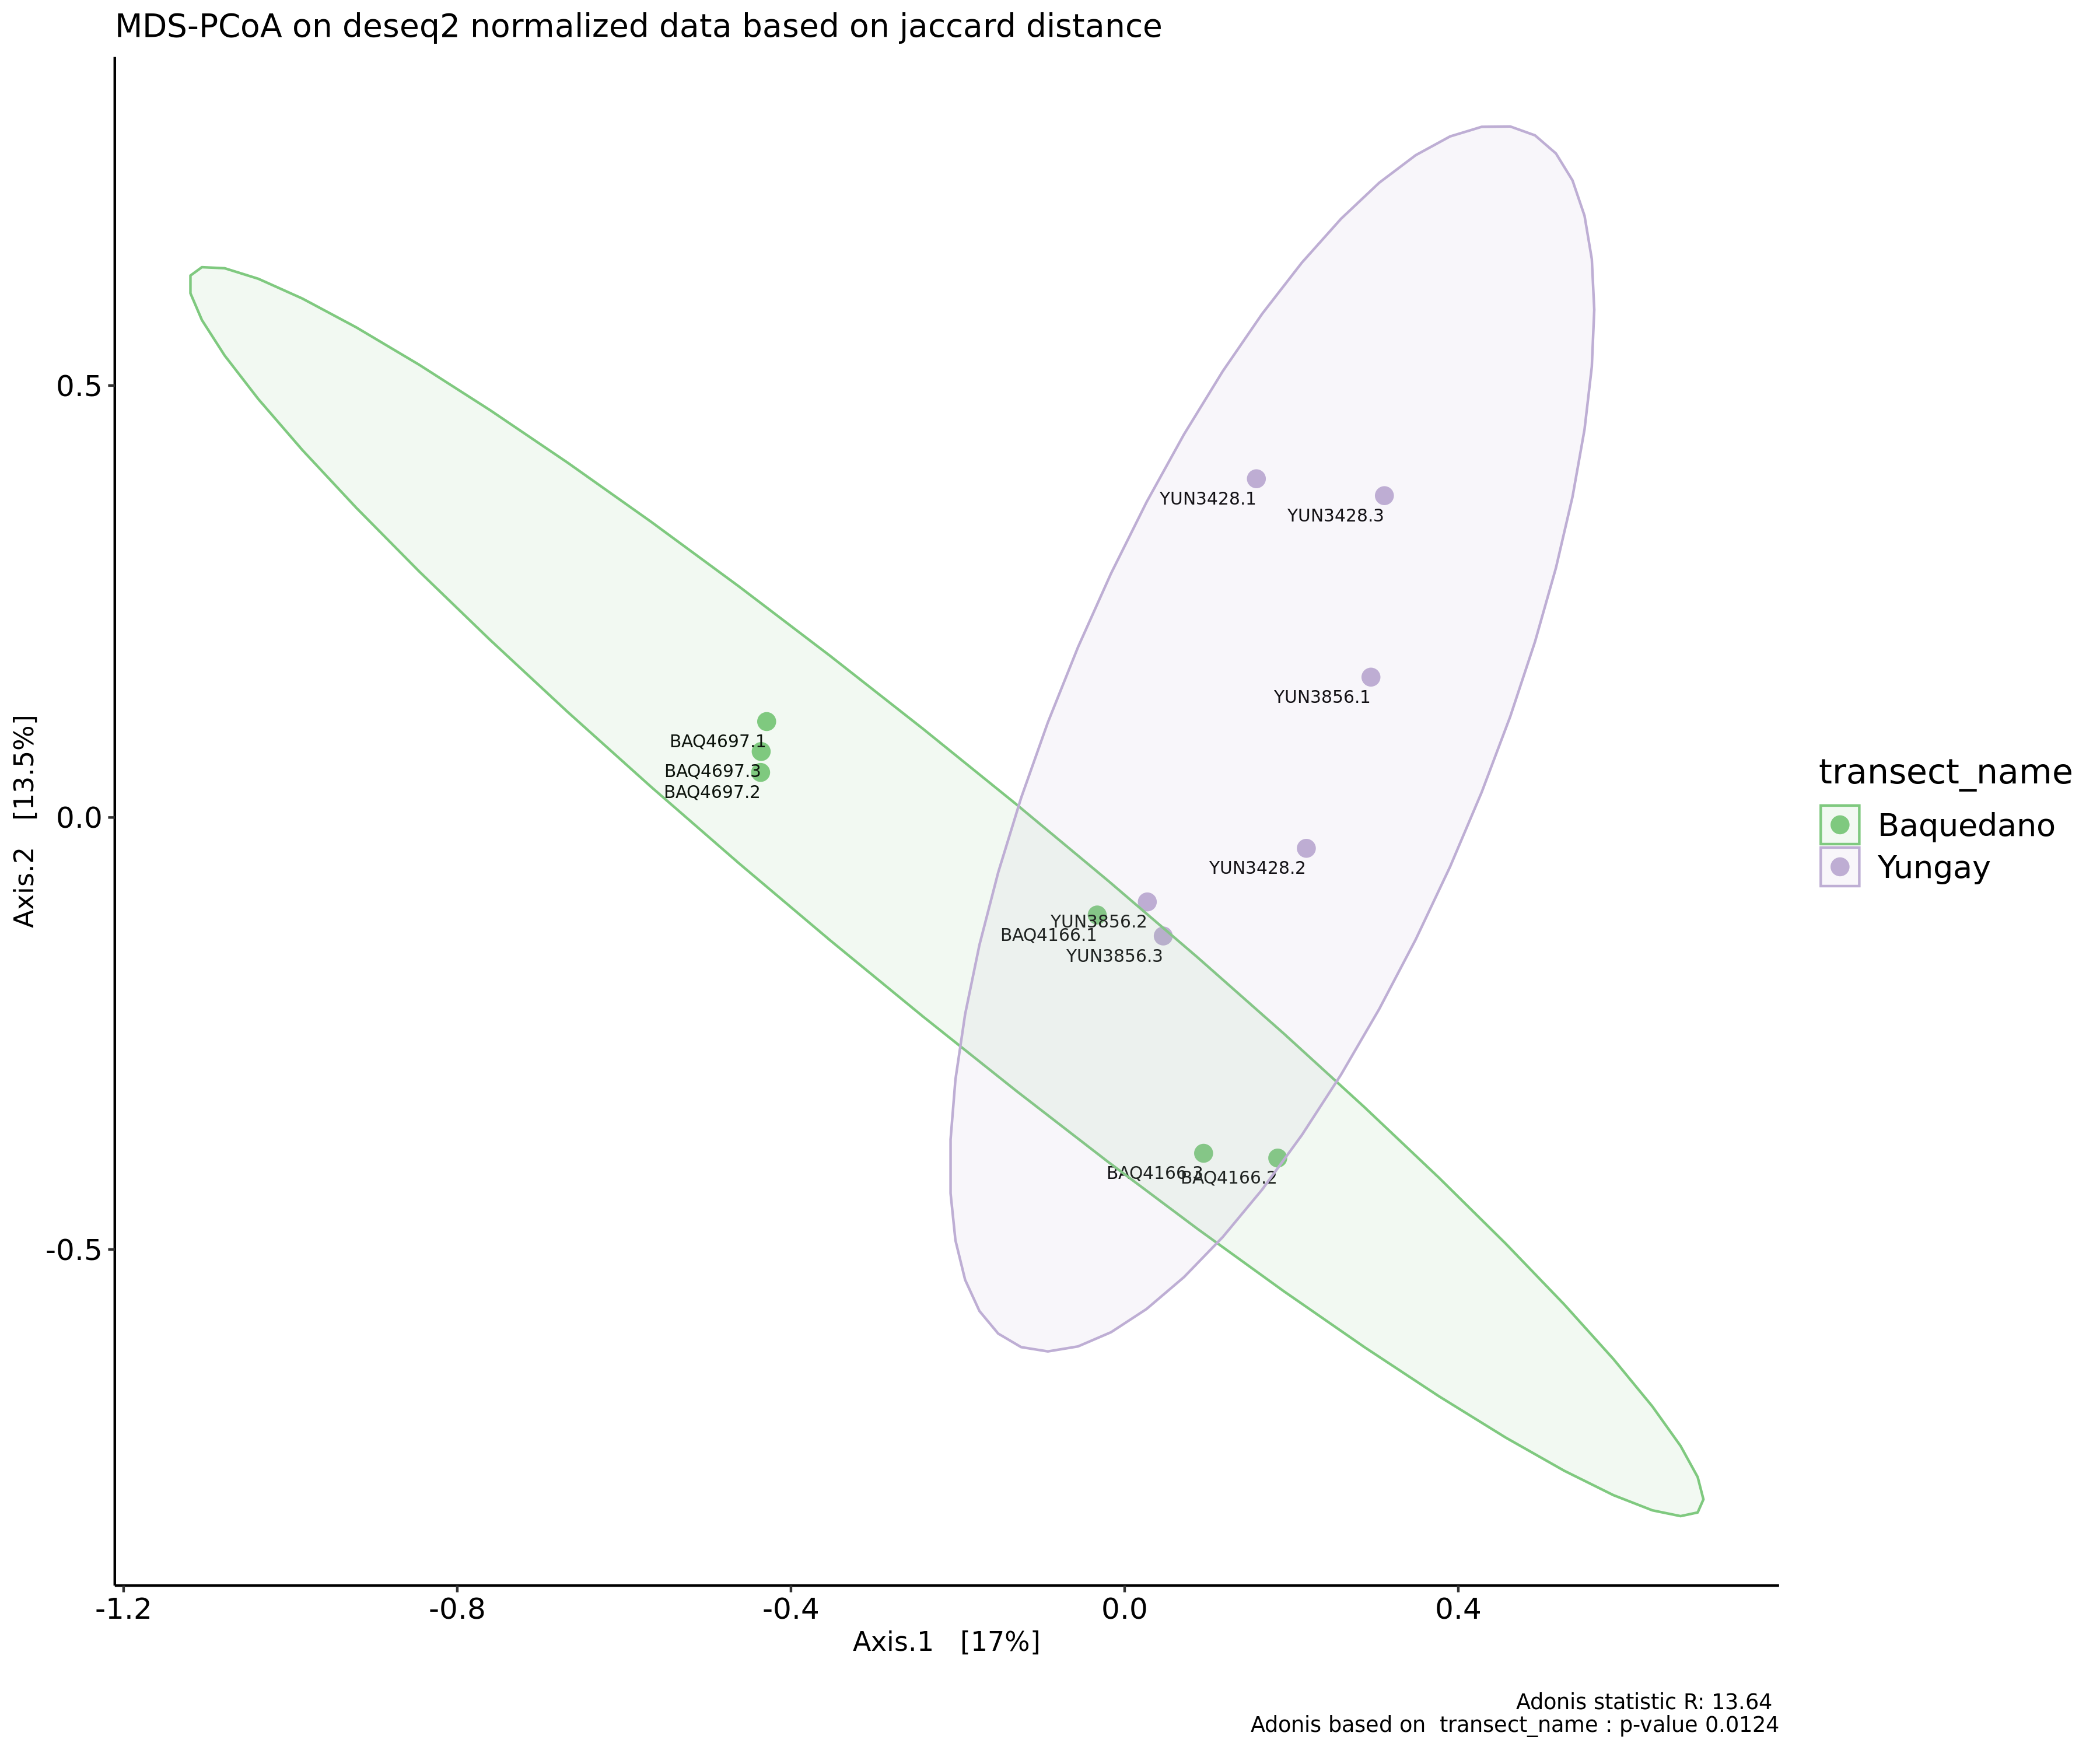 MDS-PCoA on deseq2 normalized data based on jaccard distance
0.5
0.0
-0.5
Axis.2 [13.5%]
YUN3428.1
YUN3428.3
YUN3856.1
BAQ4697.1
BAQ4697.3
BAQ4697.2
YUN3428.2
YUN3856.2
BAQ4166.1
YUN3856.3
BAQ4166.3
BAQ4166.2
transect_name
Baquedano
Yungay
-1.2 -0.8 -0.4 0.0 0.4
Axis.1 [17%]
Adonis statistic R: 13.64
Adonis based on transect_name : p-value 0.0124